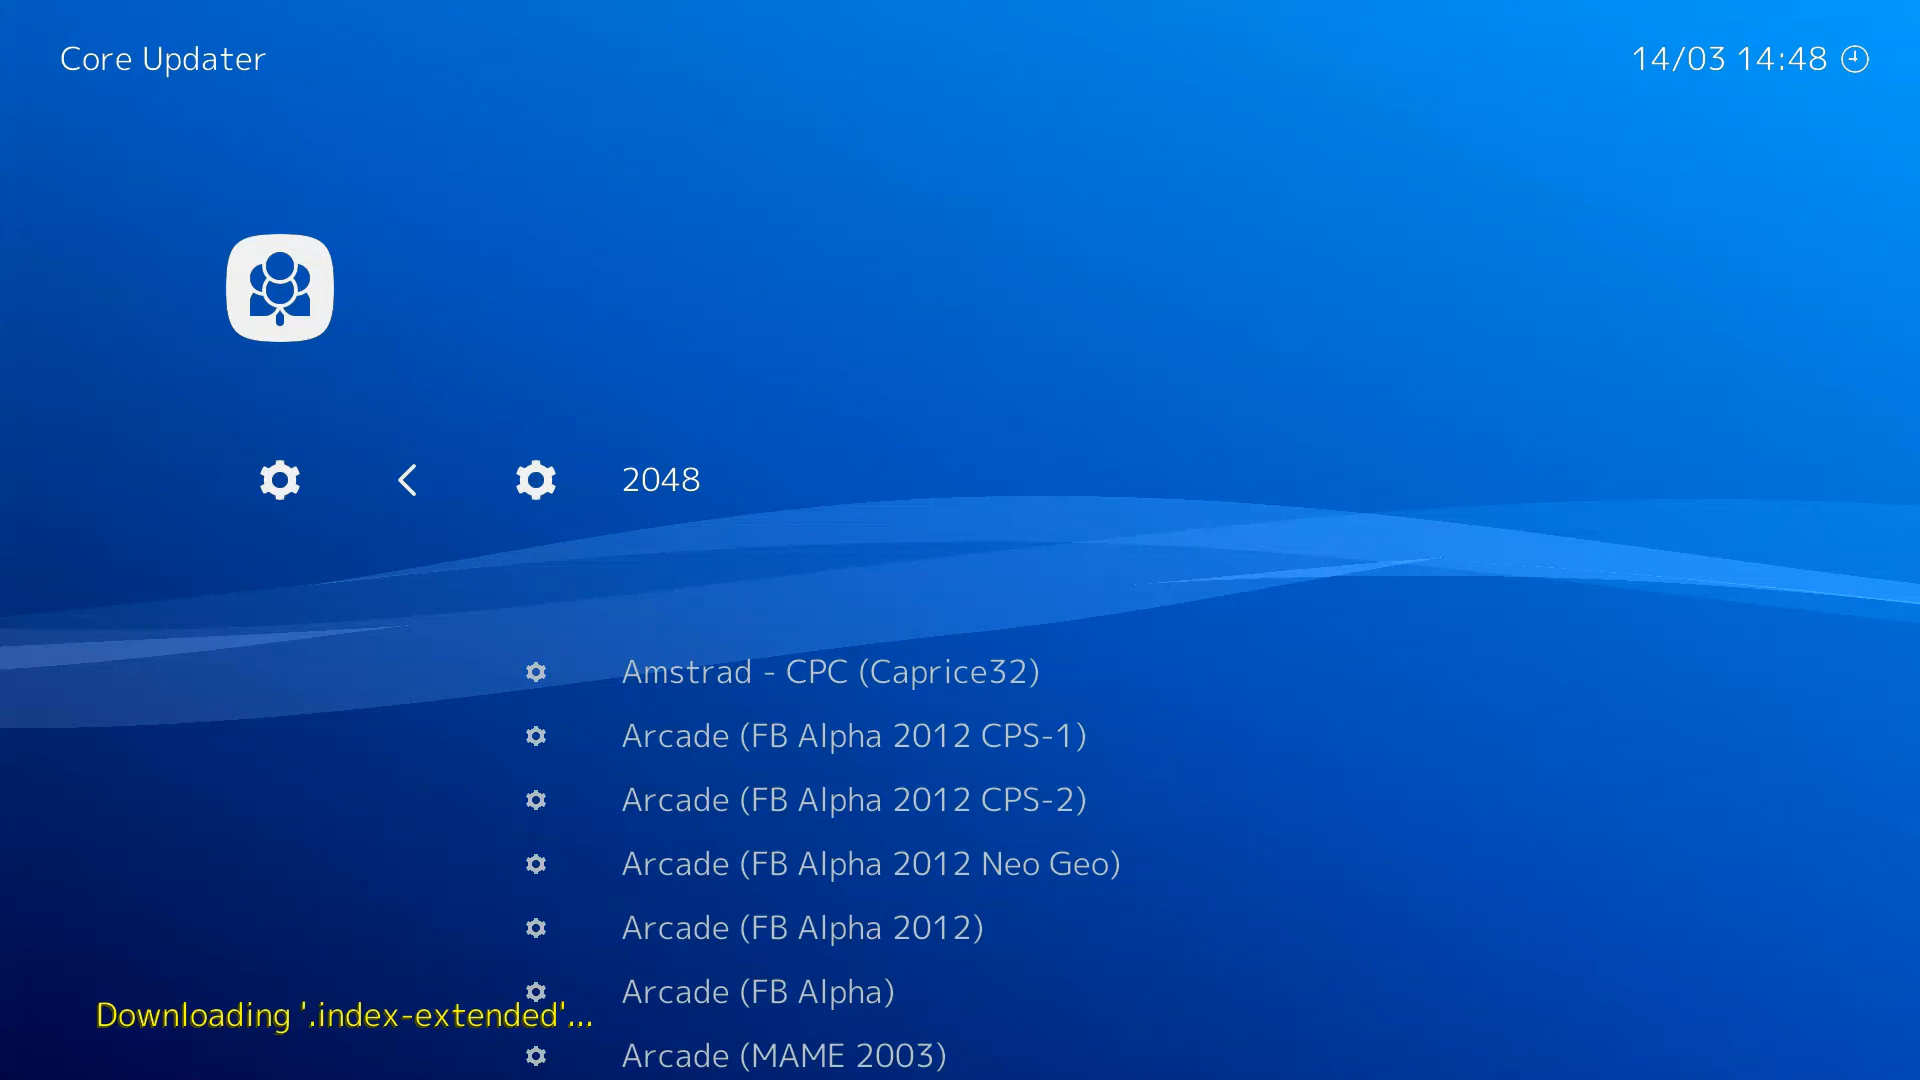 Core Updater
14/03 14:48
2048
Amstrad - CPC (Caprice32)
Arcade (FB Alpha 2012 CPS-1)
Arcade (FB Alpha 2012 CPS-2)
Arcade (FB Alpha 2012 Neo Geo)
Arcade (FB Alpha 2012)
Arcade (FB Alpha)
Downloading '.index-extended'...
Arcade (MAME 2003)